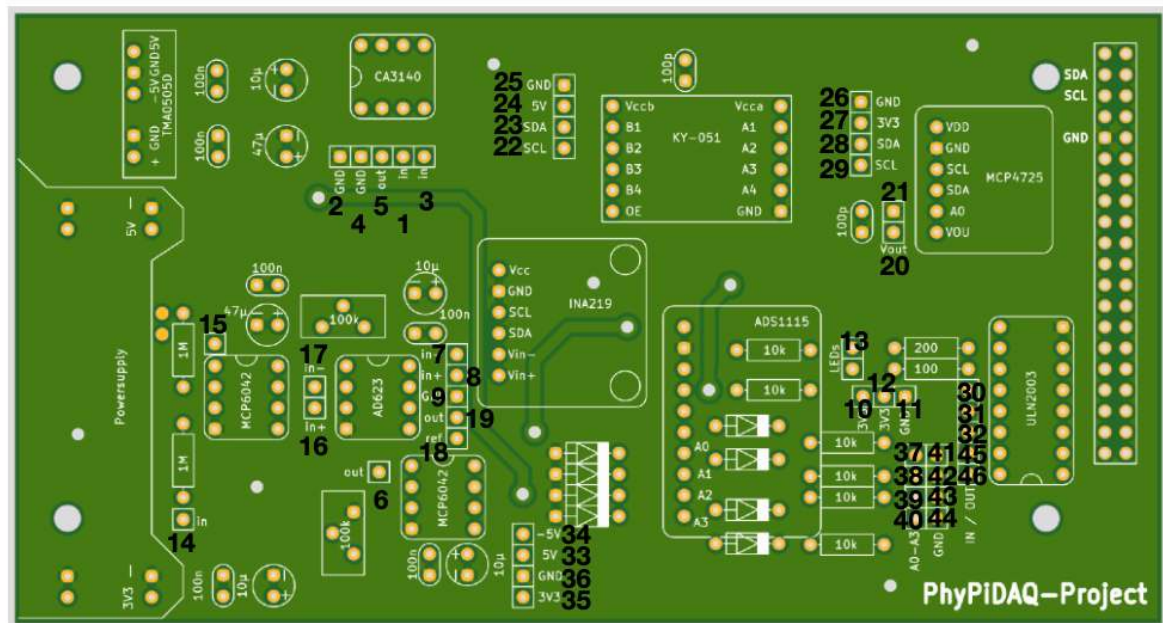 TMA0505D
+ GND -5V GND 5V
100n
10µ
+
−
CA3140
100n
47µ
−
+
25 GND
24 5V
23 SDA
22 SCL
100p
Vccb
B1
B2
B3
B4
OE
KY-051
Vcca
A1
A2
A3
A4
GND
26 GND
27 3V3
28 SDA
29 SCL
21
100p
Vout
20
VDD
GND
SCL
SDA
A0
VOU
MCP4725
SDA
SCL
GND
GND GND out in in
2 4 5 1 3
5V
−
−
Powersupply
100n
47µ
− +
100k
10µ
− +
100n
15
1M
MCP6042
17
in-
in+
16
AD623
in- 7
in+ 8
GND 9
out 19
ref
18
1M
14 in
out
6
100k
MCP6042
100n
10µ
− +
-5V 34
5V 33
GND 36
3V3 35
3V3
−
100n
10µ
−
+
Vcc
GND
SCL
SDA
Vin-
Vin+
INA219
ADS1115
A0
A1
A2
A3
10k
10k
10k
10k
10k
10k
13
LEDs
200
100
12
10 11
3V3 3V3 GND
ULN2003
30
31
32
37 41 45
38 42 46
39 43
40 44
A0-A3
GND
IN / OUT
PhyPiDAQ-Project